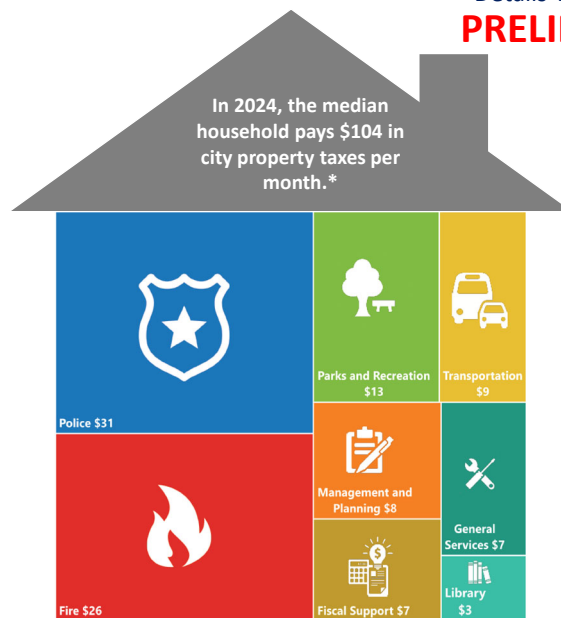 In 2024, the median
household pays $104 in
city property taxes per
month.*
Police $31
Parks and Recreation
$13
Transportation
$9
Fire $26
Management and
Planning $8
General
Services $7
Fiscal Support $7
$
Library
$3